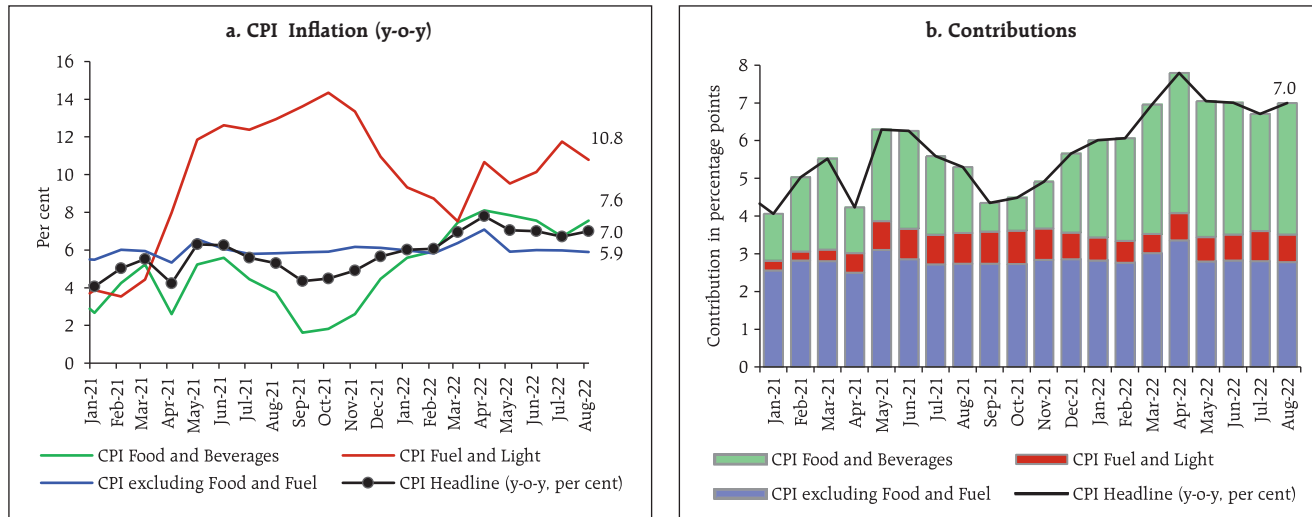 a. CPI Inflation (y-o-y)
Per cent
16
14
12
10
8
6
4
2
0
10.8
7.6
7.0
5.9
Jan-21
Feb-21
Mar-21
Apr-21
May-21
Jun-21
Jul-21
Aug-21
Sep-21
Oct-21
Nov-21
Dec-21
Jan-22
Feb-22
Mar-22
Apr-22
May-22
Jun-22
Jul-22
Aug-22
CPI Food and Beverages
CPI Fuel and Light
CPI excluding Food and Fuel
CPI Headline (y-o-y, per cent)
b. Contributions
Contribution in percentage points
8
7
6
5
4
3
2
1
0
7.0
Jan-21
Feb-21
Mar-21
Apr-21
May-21
Jun-21
Jul-21
Aug-21
Sep-21
Oct-21
Nov-21
Dec-21
Jan-22
Feb-22
Mar-22
Apr-22
May-22
Jun-22
Jul-22
Aug-22
CPI Food and Beverages
CPI Fuel and Light
CPI excluding Food and Fuel
CPI Headline (y-o-y, per cent)